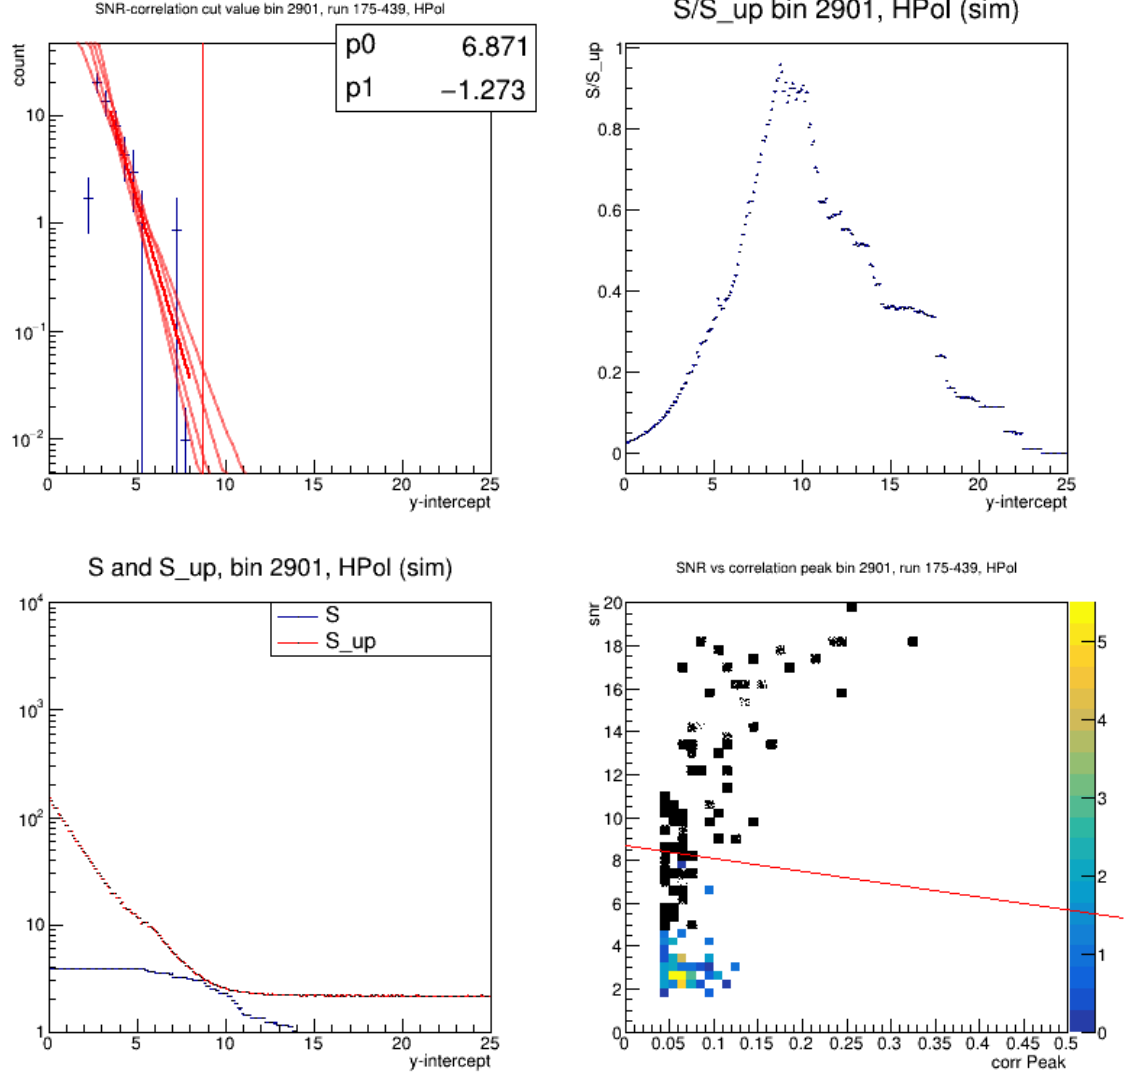 SNR-correlation cut value bin 2901, run 175-439, HPol
count
p0 6.871
p1 −1.273
10
1
10⁻¹
10⁻²
0 5 10 15 20 25
y-intercept
S/S_up bin 2901, HPol (sim)
S/S_up
1
0.8
0.6
0.4
0.2
0
0 5 10 15 20 25
y-intercept
S and S_up, bin 2901, HPol (sim)
S
S_up
10⁴
10³
10²
10
1
0 5 10 15 20 25
y-intercept
SNR vs correlation peak bin 2901, run 175-439, HPol
snr
20
18
16
14
12
10
8
6
4
2
0
0 0.05 0.1 0.15 0.2 0.25 0.3 0.35 0.4 0.45 0.5
corr Peak
5
4
3
2
1
0